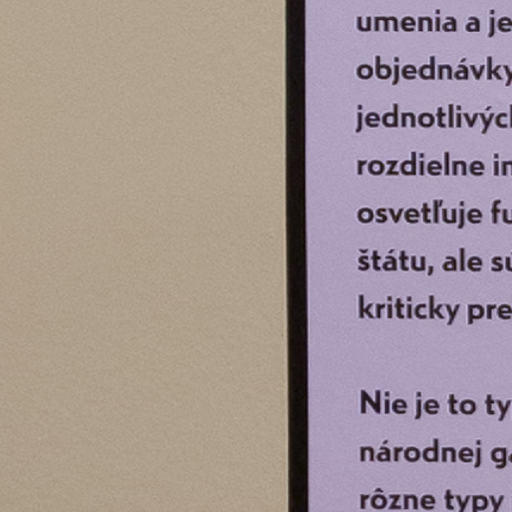 umenia a je
objednávky
jednotlivých
rozdielne in
osvetľuje fu
štátu, ale sú
kriticky pre
Nie je to ty
národnej ga
rôzne typy